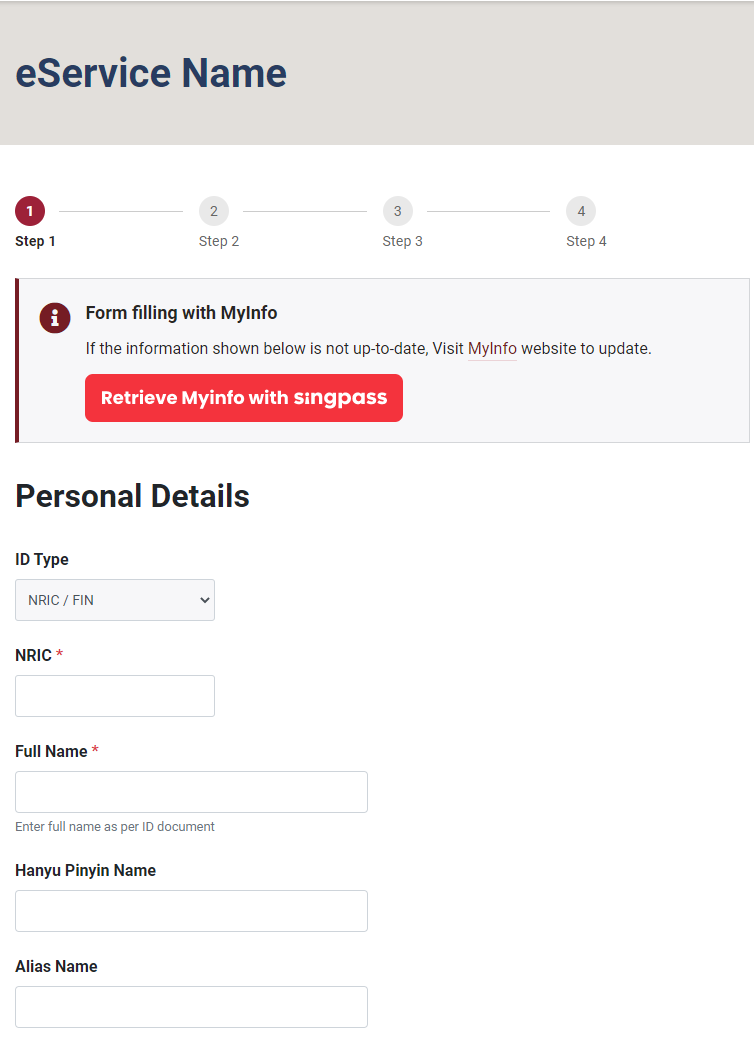 eService Name
1
2
3
4
Step 1
Step 2
Step 3
Step 4
Form filling with MyInfo
If the information shown below is not up-to-date, Visit MyInfo website to update.
Retrieve Myinfo with singpass
Personal Details
ID Type
NRIC / FIN
NRIC *
Full Name *
Enter full name as per ID document
Hanyu Pinyin Name
Alias Name